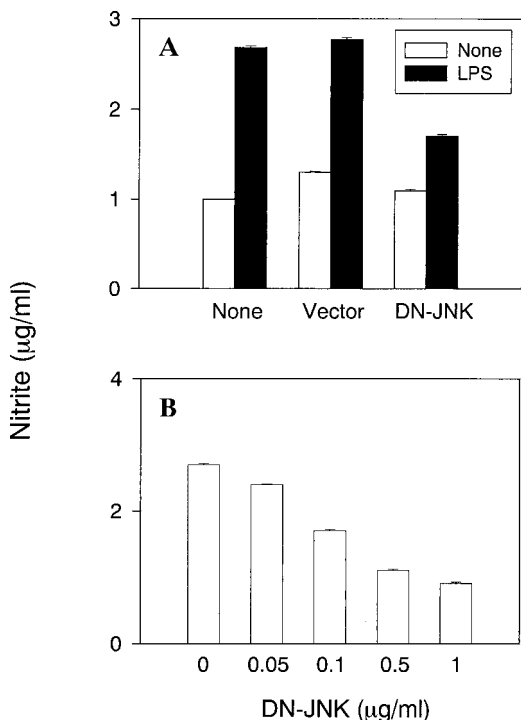 Nitrite (µg/ml)
A
None
LPS
3
2
1
0
None Vector DN-JNK
B
4
2
0
0 0.05 0.1 0.5 1
DN-JNK (µg/ml)